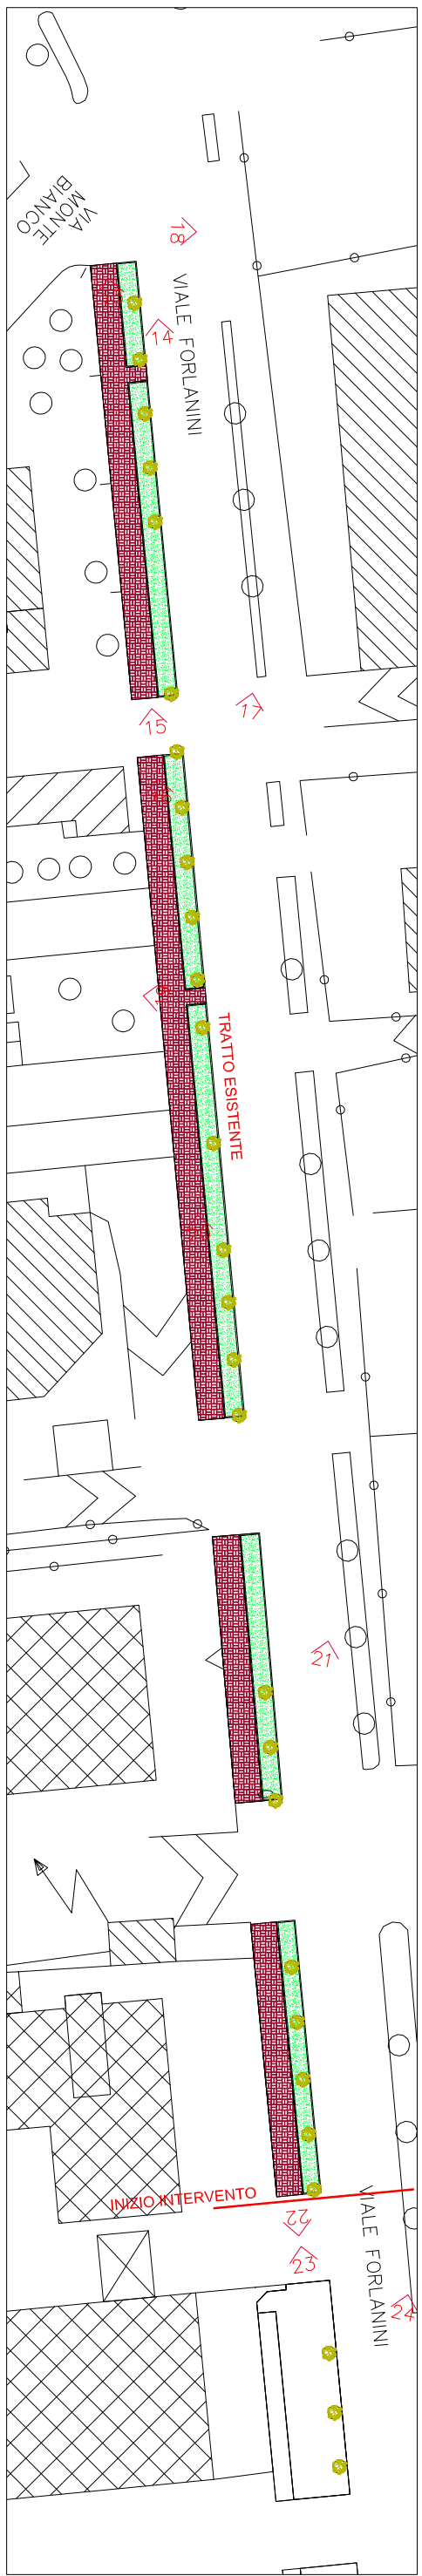 VIA
MONTE
BIANCO
18
VIALE FORLANINI
14
17
15
TRATTO ESISTENTE
21
INIZIO INTERVENTO
22
VIALE FORLANINI
23
24